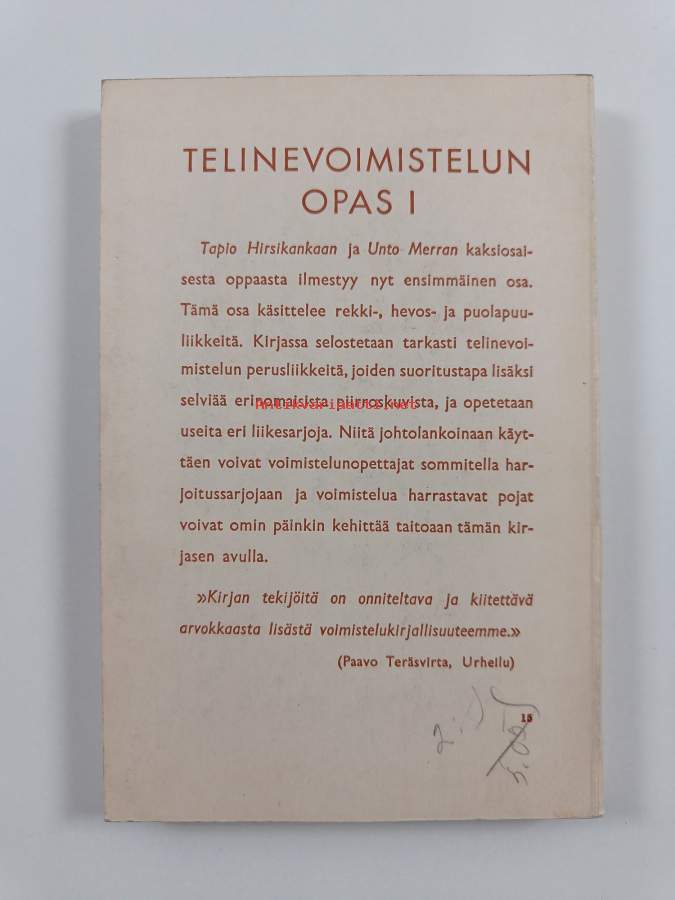 TELINEVOIMISTELUN
OPAS I
Tapio Hirsikankaan ja Unto Merran kaksiosai-
sesta oppaasta ilmestyy nyt ensimmäinen osa.
Tämä osa käsittelee rekki-, hevos- ja puolapuu-
liikkeitä. Kirjassa selostetaan tarkasti telinevoi-
mistelun perusliikkeitä, joiden suoritustapa lisäksi
selviää erinomaisista piirroskuvista, ja opetetaan
Antikvariaatti.net
useita eri liikesarjoja. Niitä johtolankoinaan käyt-
täen voivat voimistelunopettajat sommitella har-
joitussarjojaan ja voimistelua harrastavat pojat
voivat omin päinkin kehittää taitoaan tämän kir-
jasen avulla.
»Kirjan tekijöitä on onniteltava ja kiitettävä
arvokkaasta lisästä voimistelukirjallisuuteemme.»
(Paavo Teräsvirta, Urheilu)
15